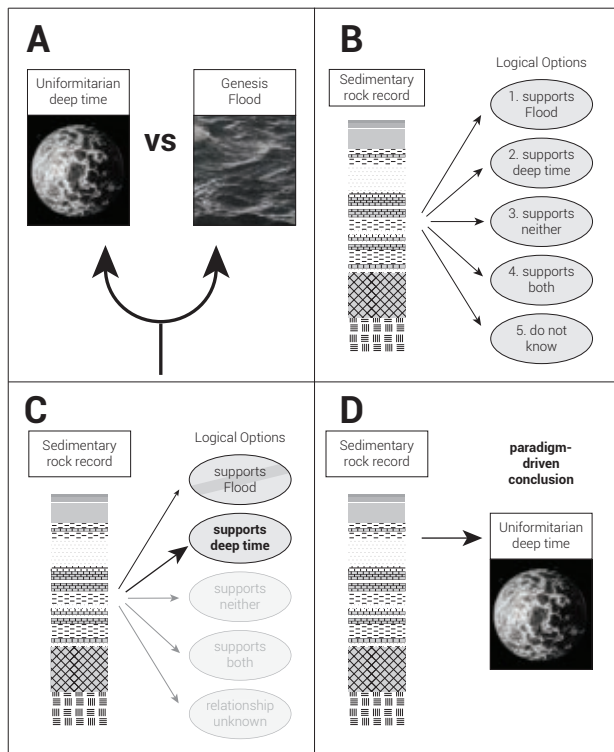 A
Uniformitarian
deep time
vs
Genesis
Flood
B
Sedimentary
rock record
Logical Options
1. supports
Flood
2. supports
deep time
3. supports
neither
4. supports
both
5. do not
know
C
Sedimentary
rock record
Logical Options
supports
Flood
supports
deep time
supports
neither
supports
both
relationship
unknown
D
Sedimentary
rock record
paradigm-
driven
conclusion
Uniformitarian
deep time